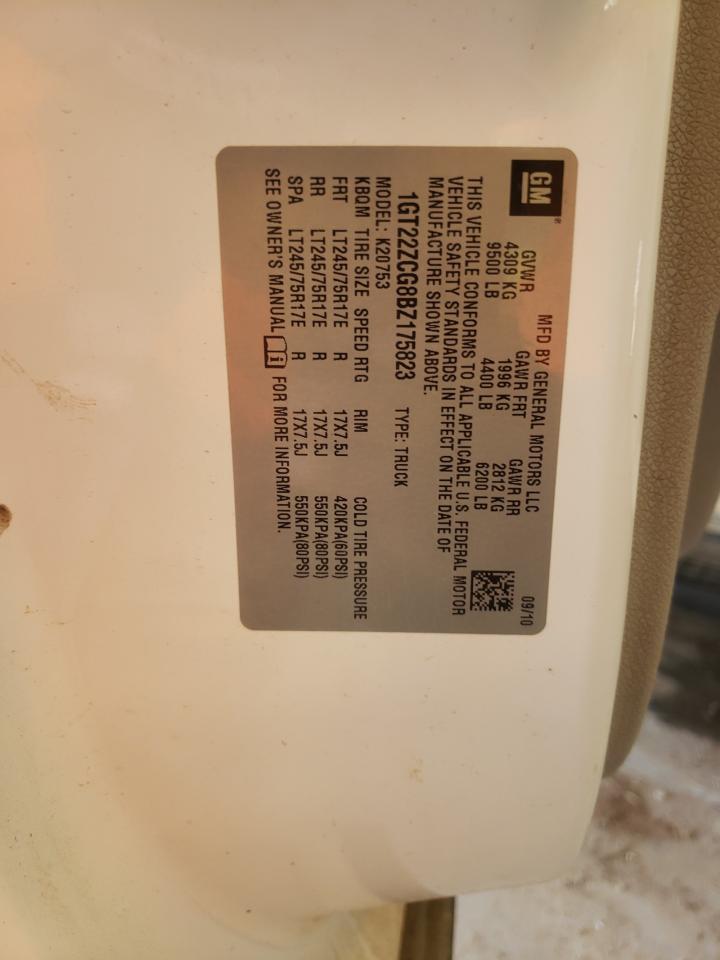 GM®
MFD BY GENERAL MOTORS LLC 09/10
GVWR GAWR FRT GAWR RR
4309 KG 1996 KG 2812 KG
9500 LB 4400 LB 6200 LB
THIS VEHICLE CONFORMS TO ALL APPLICABLE U.S. FEDERAL MOTOR
VEHICLE SAFETY STANDARDS IN EFFECT ON THE DATE OF
MANUFACTURE SHOWN ABOVE.
1GT22ZCG8BZ175823 TYPE: TRUCK
MODEL: K20753
KBQM TIRE SIZE SPEED RTG RIM COLD TIRE PRESSURE
FRT LT245/75R17E R 17X7.5J 420KPA(60PSI)
RR LT245/75R17E R 17X7.5J 550KPA(80PSI)
SPA LT245/75R17E R 17X7.5J 550KPA(80PSI)
SEE OWNER'S MANUAL i FOR MORE INFORMATION.